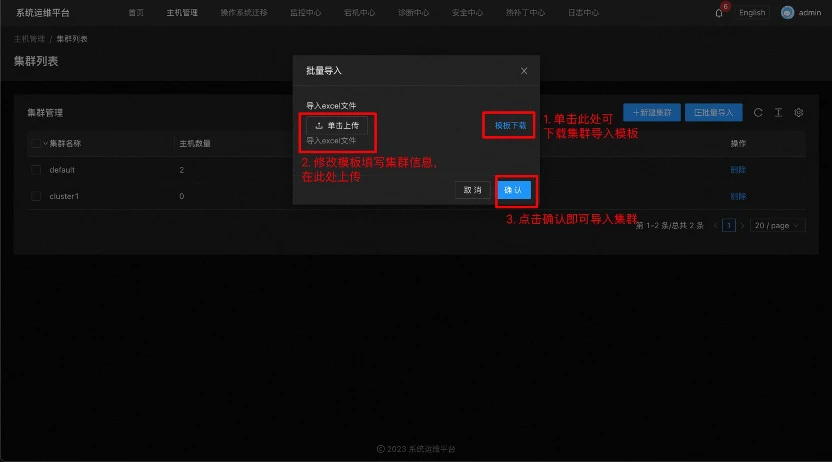 系统运维平台 首页 主机管理 操作系统迁移 监控中心 宕机中心 诊断中心 安全中心 热补丁中心 日志中心 6 English admin
主机管理 / 集群列表
集群列表
批量导入
集群管理
导入excel文件
+新建集群 批量导入
单击上传
模板下载
1. 单击此处可
下载集群导入模板
导入excel文件
集群名称 主机数量 操作
2. 修改模板填写集群信息,
在此处上传
default 2 删除
取 消 确 认
cluster1 0 删除
3. 点击确认即可导入集群
第 1-2 条/总共 2 条 < 1 > 20 / page
© 2023 系统运维平台